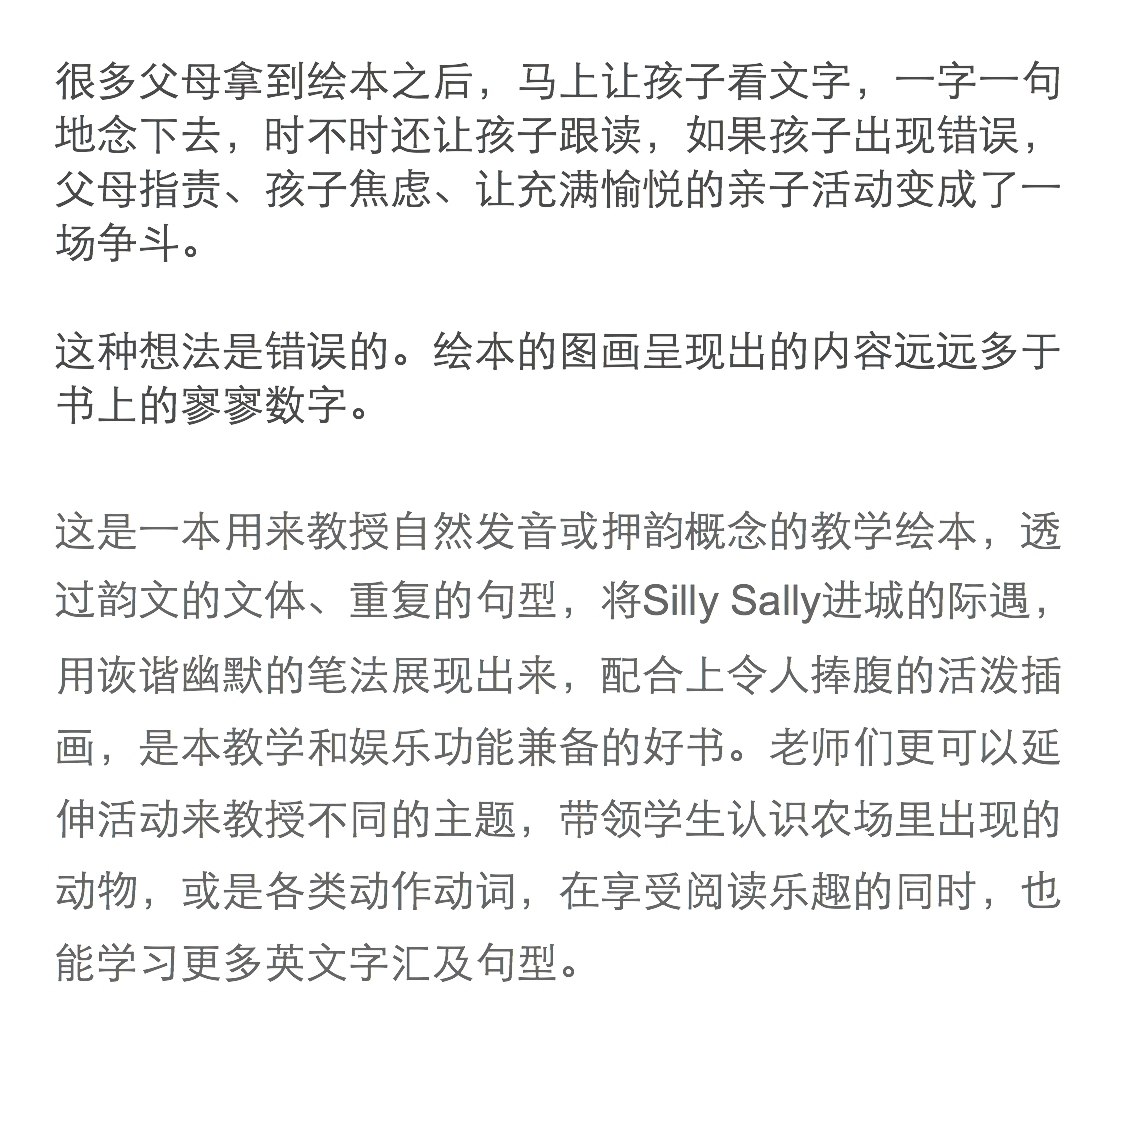 很多父母拿到绘本之后，马上让孩子看文字，一字一句
地念下去，时不时还让孩子跟读，如果孩子出现错误，
父母指责、孩子焦虑、让充满愉悦的亲子活动变成了一
场争斗。
这种想法是错误的。绘本的图画呈现出的内容远远多于
书上的寥寥数字。
这是一本用来教授自然发音或押韵概念的教学绘本，透
过韵文的文体、重复的句型，将Silly Sally进城的际遇，
用诙谐幽默的笔法展现出来，配合上令人捧腹的活泼插
画，是本教学和娱乐功能兼备的好书。老师们更可以延
伸活动来教授不同的主题，带领学生认识农场里出现的
动物，或是各类动作动词，在享受阅读乐趣的同时，也
能学习更多英文字汇及句型。